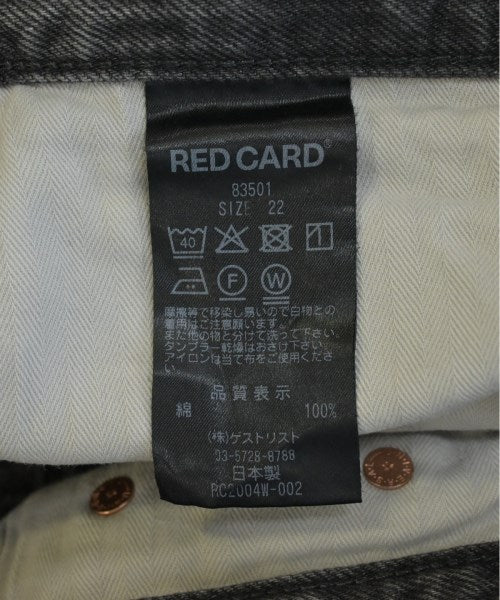 RED CARD®
83501
SIZE 22
40
F W
摩擦等で移染し易いので白物との
着用はご注意願います。
また他の物と分けて洗って下さい。
タンブラー乾燥はおさけ下さい。
アイロンは当て布をご使用くだ
さい
品質表示
綿 100%
(株)ゲストリスト
03-5728-8788
日本製
RC2004W-002